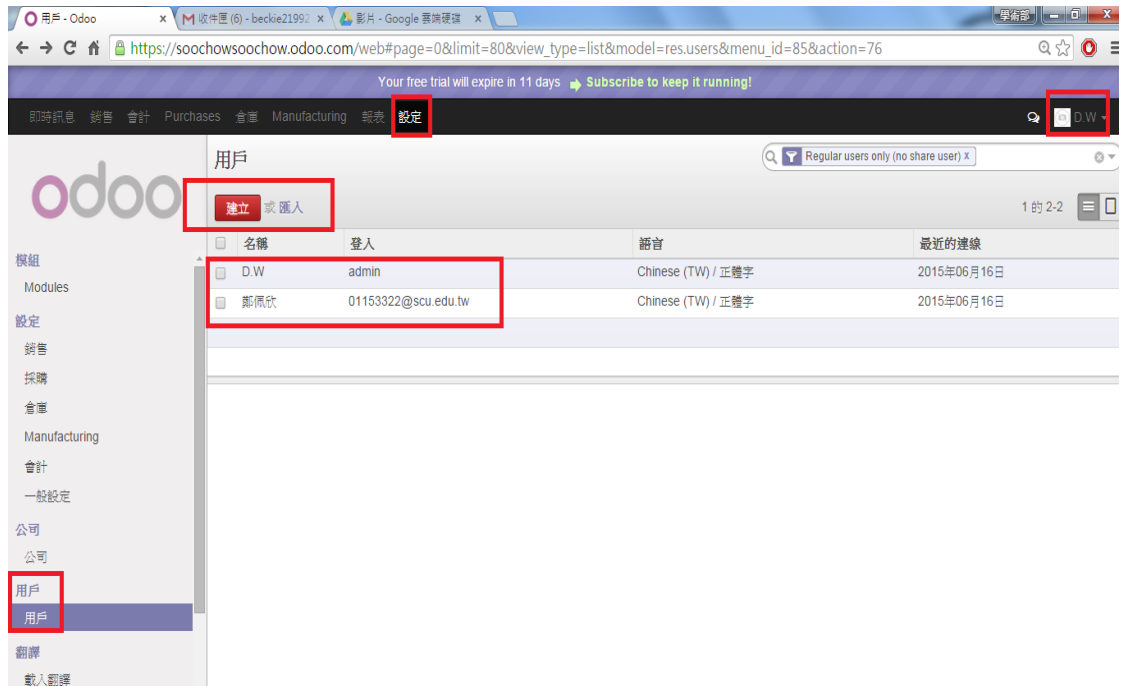 用戶 - Odoo
收件匣 (6) - beckie21992
影片 - Google 雲端硬碟
學術部
https://soochowsoochow.odoo.com/web#page=0&limit=80&view_type=list&model=res.users&menu_id=85&action=76
Your free trial will expire in 11 days Subscribe to keep it running!
即時訊息 銷售 會計 Purchases 倉庫 Manufacturing 報表 設定 D.W
odoo
用戶
Regular users only (no share user) x
建立 或 匯入
1 的 2-2
名稱 登入 語言 最近的連線
D.W admin Chinese (TW) / 正體字 2015年06月16日
鄭佩欣 01153322@scu.edu.tw Chinese (TW) / 正體字 2015年06月16日
模組
Modules
設定
銷售
採購
倉庫
Manufacturing
會計
一般設定
公司
公司
用戶
用戶
翻譯
載入翻譯